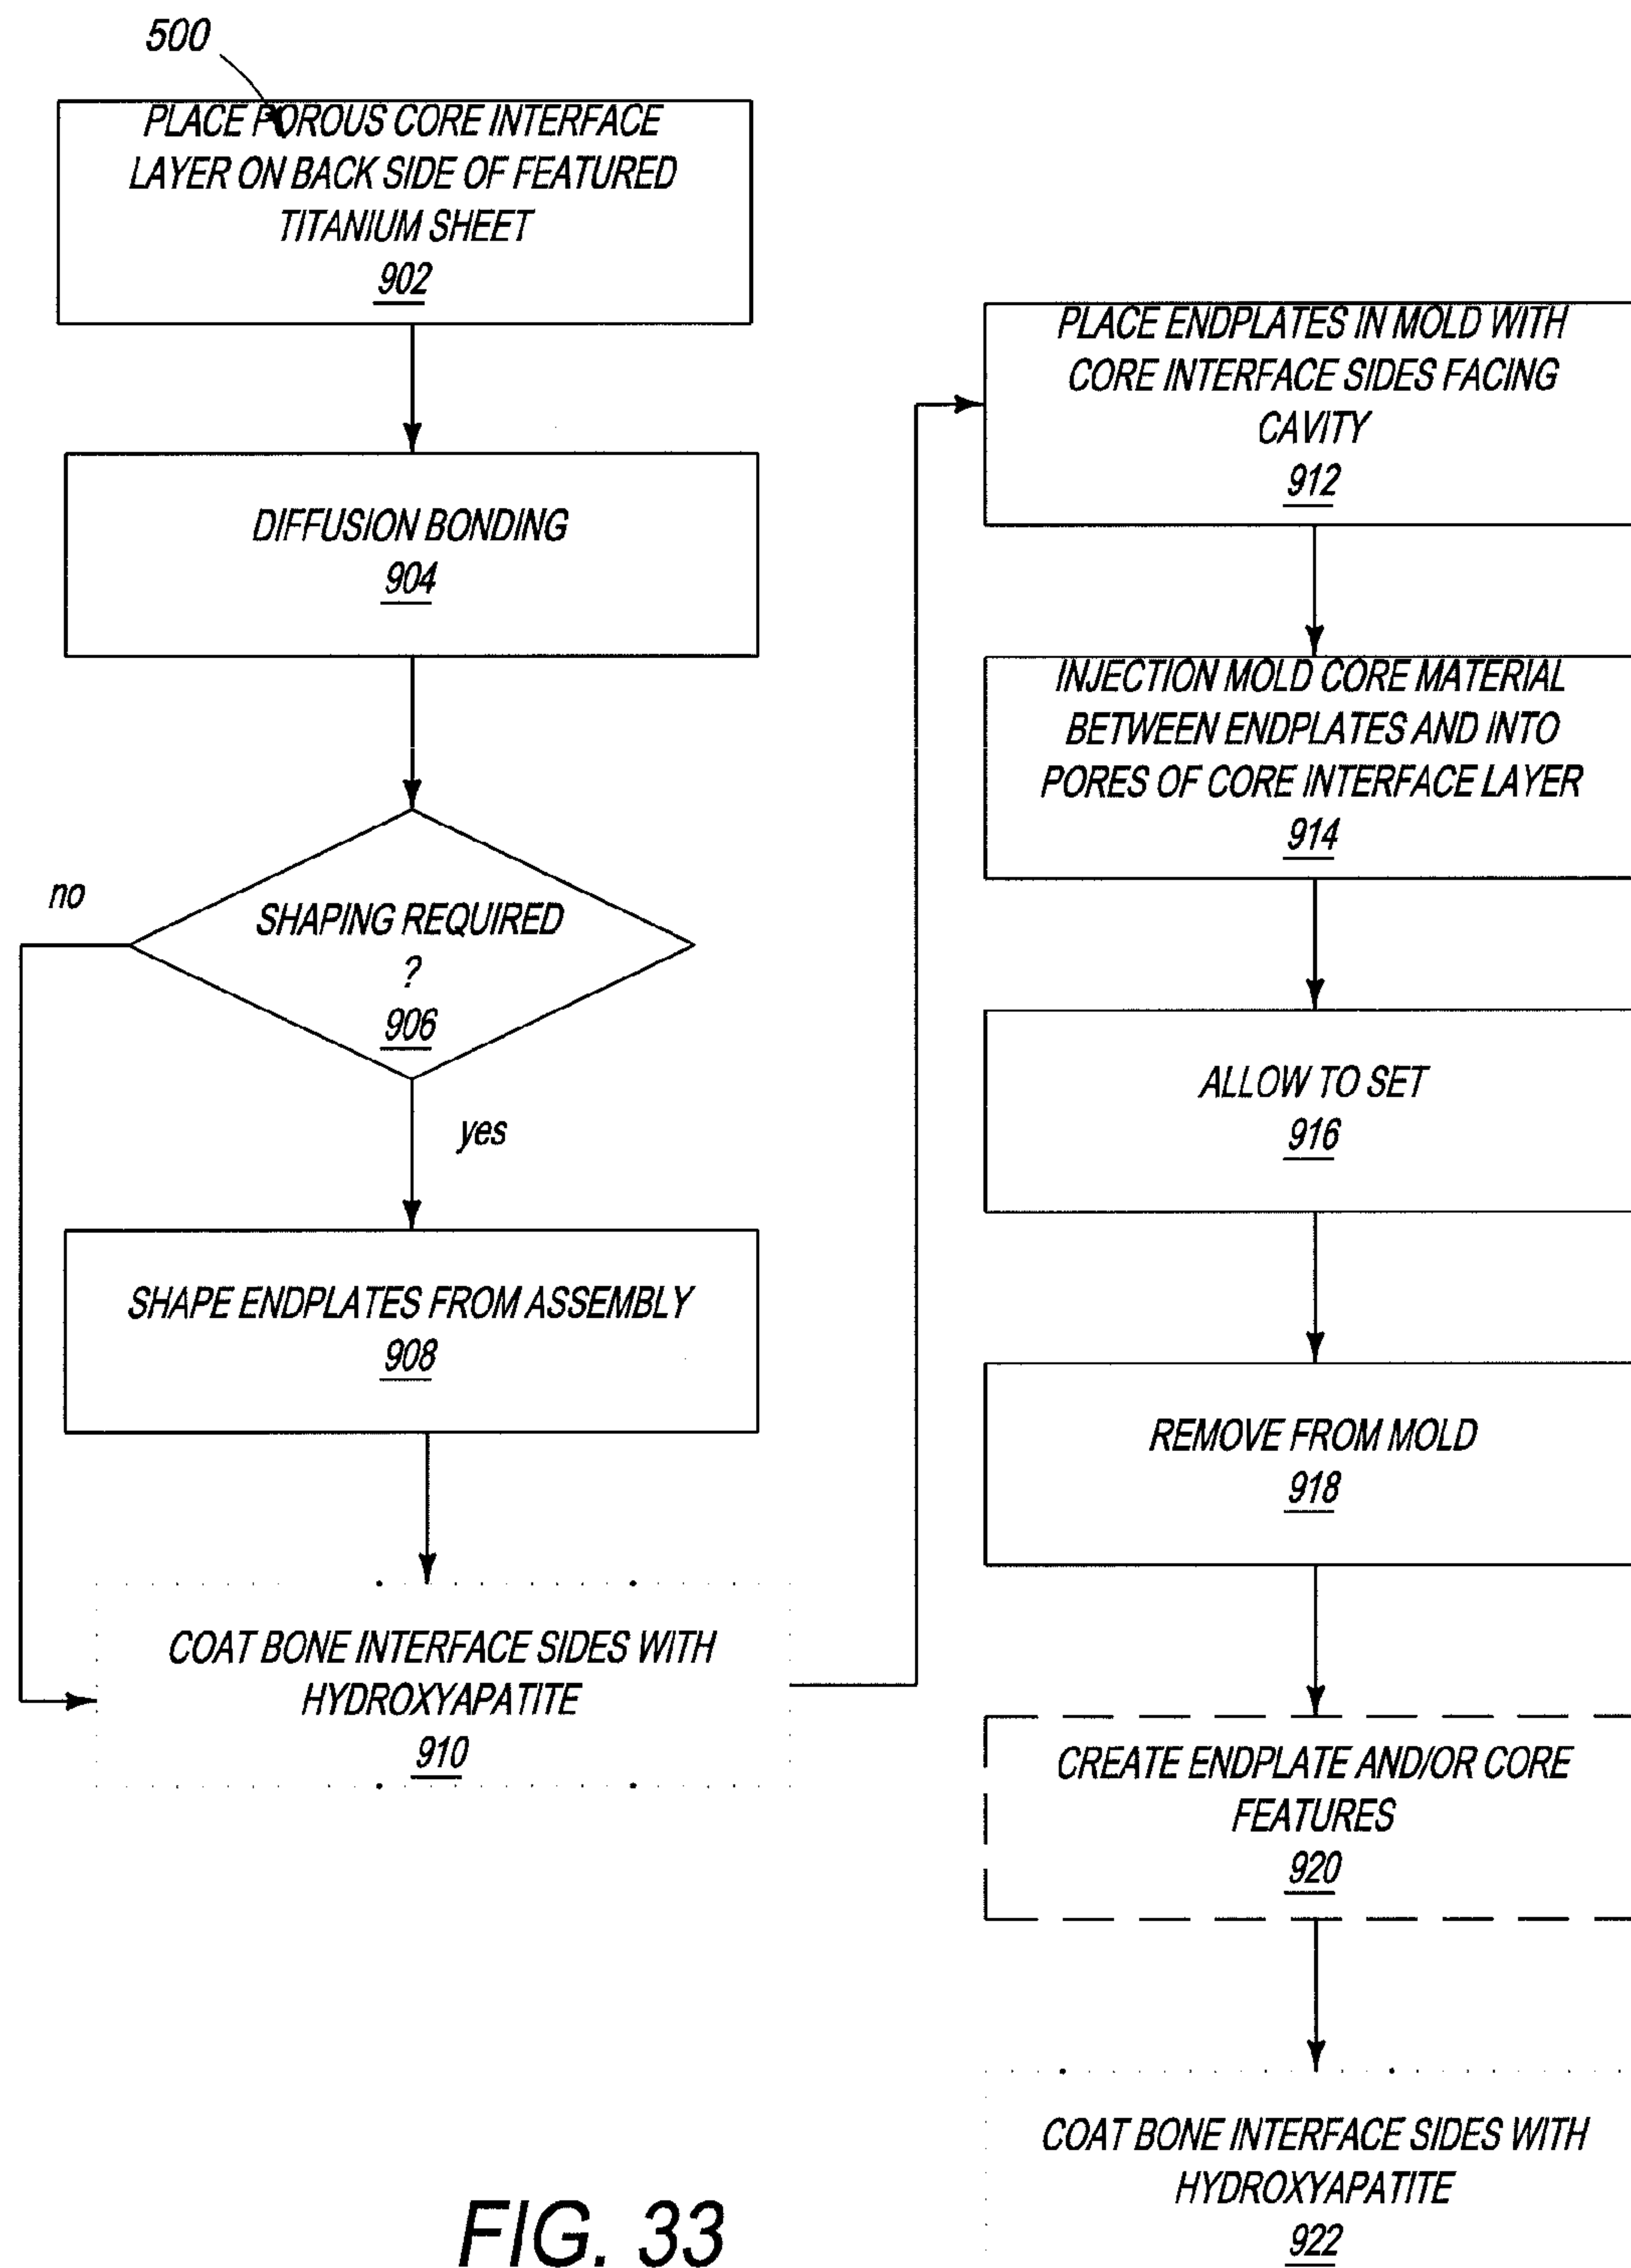 500
PLACE POROUS CORE INTERFACE
LAYER ON BACK SIDE OF FEATURED
TITANIUM SHEET
902
DIFFUSION BONDING
904
no
SHAPING REQUIRED
?
906
yes
SHAPE ENDPLATES FROM ASSEMBLY
908
COAT BONE INTERFACE SIDES WITH
HYDROXYAPATITE
910
PLACE ENDPLATES IN MOLD WITH
CORE INTERFACE SIDES FACING
CAVITY
912
INJECTION MOLD CORE MATERIAL
BETWEEN ENDPLATES AND INTO
PORES OF CORE INTERFACE LAYER
914
ALLOW TO SET
916
REMOVE FROM MOLD
918
CREATE ENDPLATE AND/OR CORE
FEATURES
920
COAT BONE INTERFACE SIDES WITH
HYDROXYAPATITE
922
FIG. 33